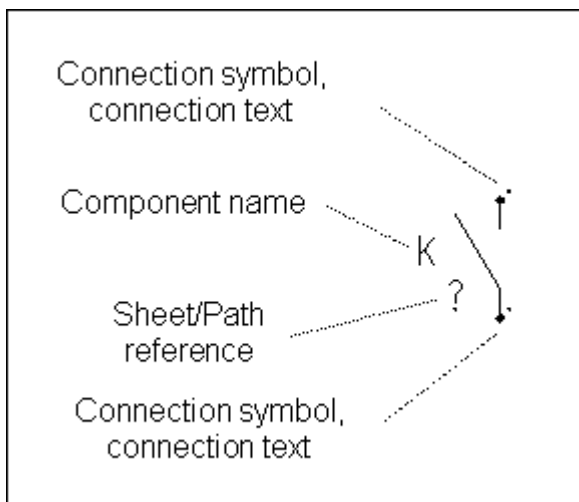 Connection symbol,
connection text
Component name
K
?
Sheet/Path
reference
Connection symbol,
connection text